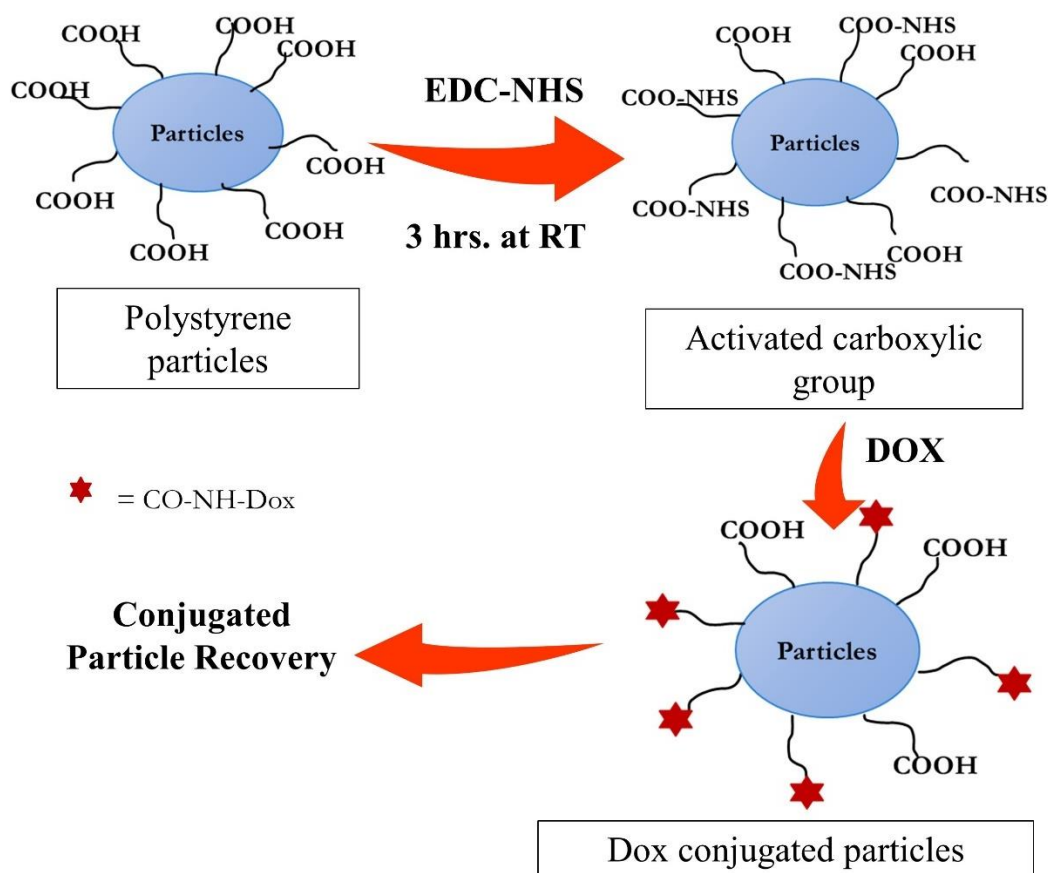 COOH
COOH
COOH
COOH
COOH
COOH
COOH
COOH
COOH
Particles
Polystyrene
particles
EDC-NHS
3 hrs. at RT
COO-NHS
COOH
COOH
COO-NHS
Particles
COO-NHS
COO-NHS
COOH
COO-NHS
Activated carboxylic
group
DOX
COOH
COOH
Particles
COOH
Dox conjugated particles
= CO-NH-Dox
Conjugated
Particle Recovery